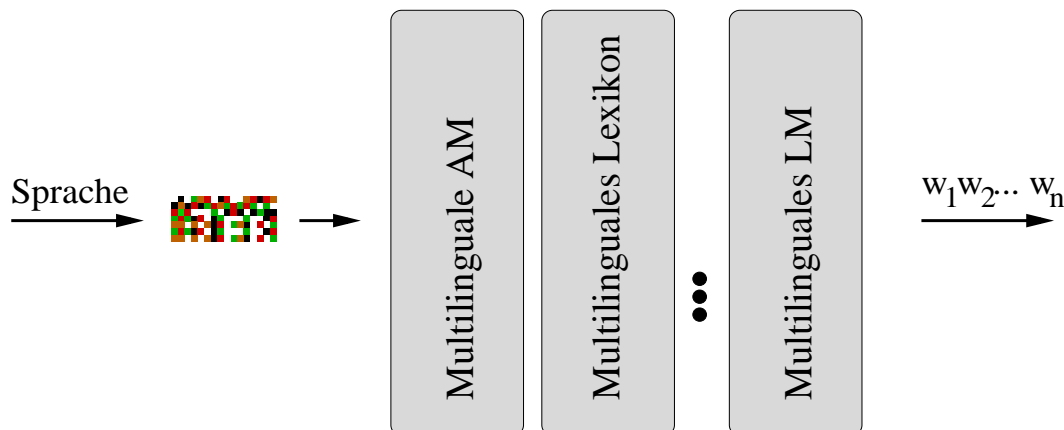 Sprache
Multilinguale AM
Multilinguales Lexikon
Multilinguales LM
w1w2... wn